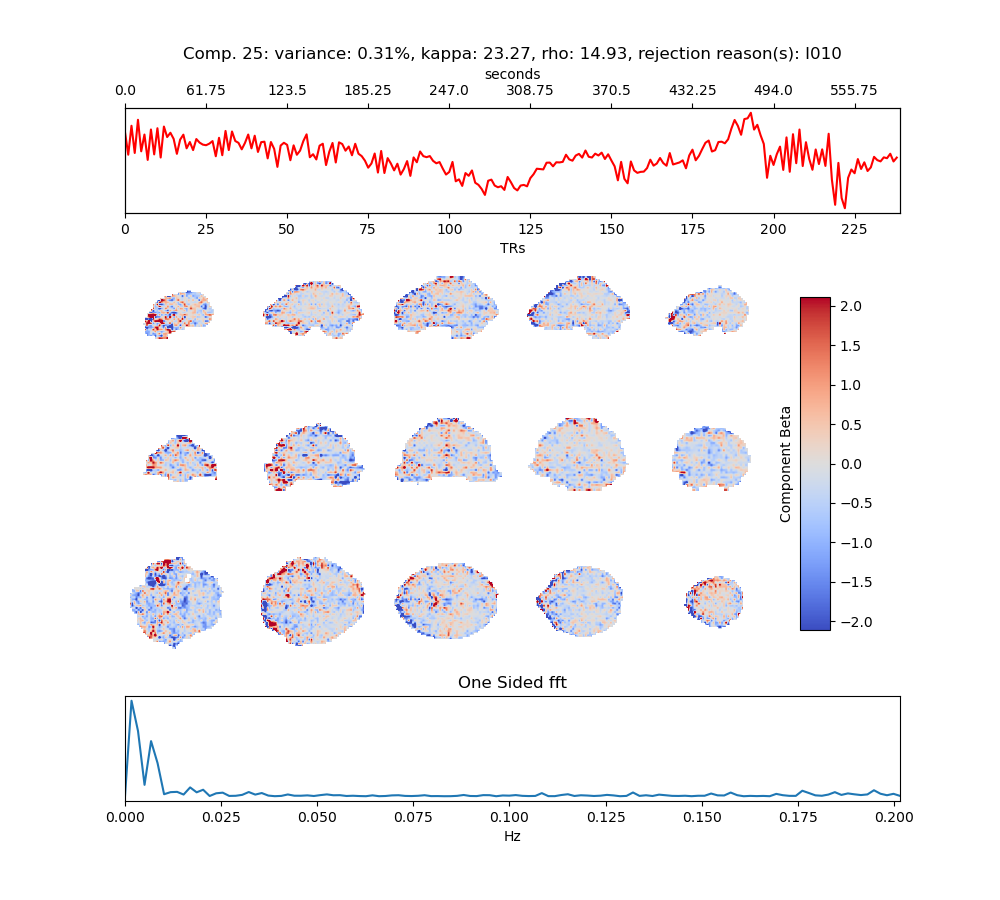 Comp. 25: variance: 0.31%, kappa: 23.27, rho: 14.93, rejection reason(s): I010
seconds
0.0 61.75 123.5 185.25 247.0 308.75 370.5 432.25 494.0 555.75
0 25 50 75 100 125 150 175 200 225
TRs
2.0
1.5
1.0
0.5
0.0
−0.5
−1.0
−1.5
−2.0
Component Beta
One Sided fft
0.000 0.025 0.050 0.075 0.100 0.125 0.150 0.175 0.200
Hz